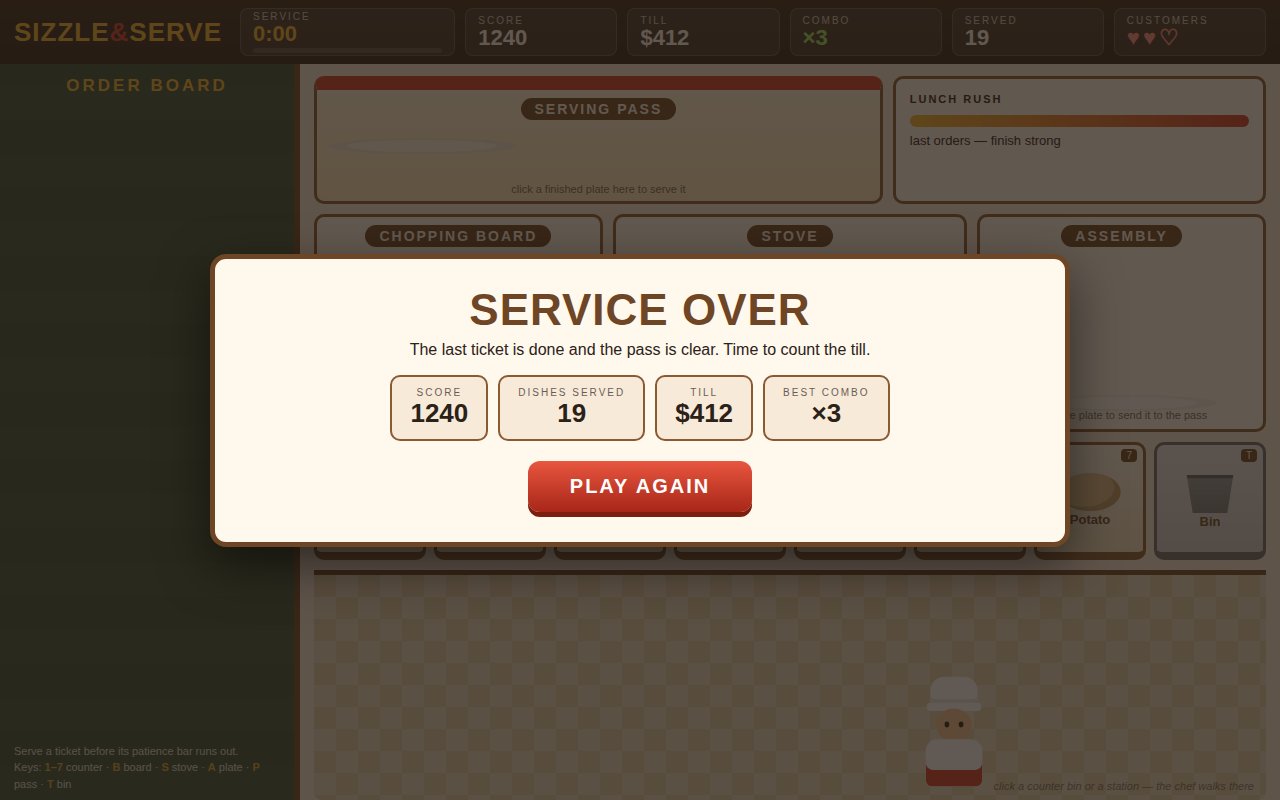 SIZZLE&SERVE
SERVICE
0:00
SCORE
1240
TILL
$412
COMBO
×3
SERVED
19
CUSTOMERS
♥♥♡
ORDER BOARD
SERVING PASS
click a finished plate here to serve it
LUNCH RUSH
last orders — finish strong
CHOPPING BOARD
STOVE
ASSEMBLY
SERVICE OVER
The last ticket is done and the pass is clear. Time to count the till.
SCORE
1240
DISHES SERVED
19
TILL
$412
BEST COMBO
×3
PLAY AGAIN
plate to send it to the pass
7
Potato
T
Bin
Serve a ticket before its patience bar runs out.
Keys: 1–7 counter · B board · S stove · A plate · P
pass · T bin
click a counter bin or a station — the chef walks there